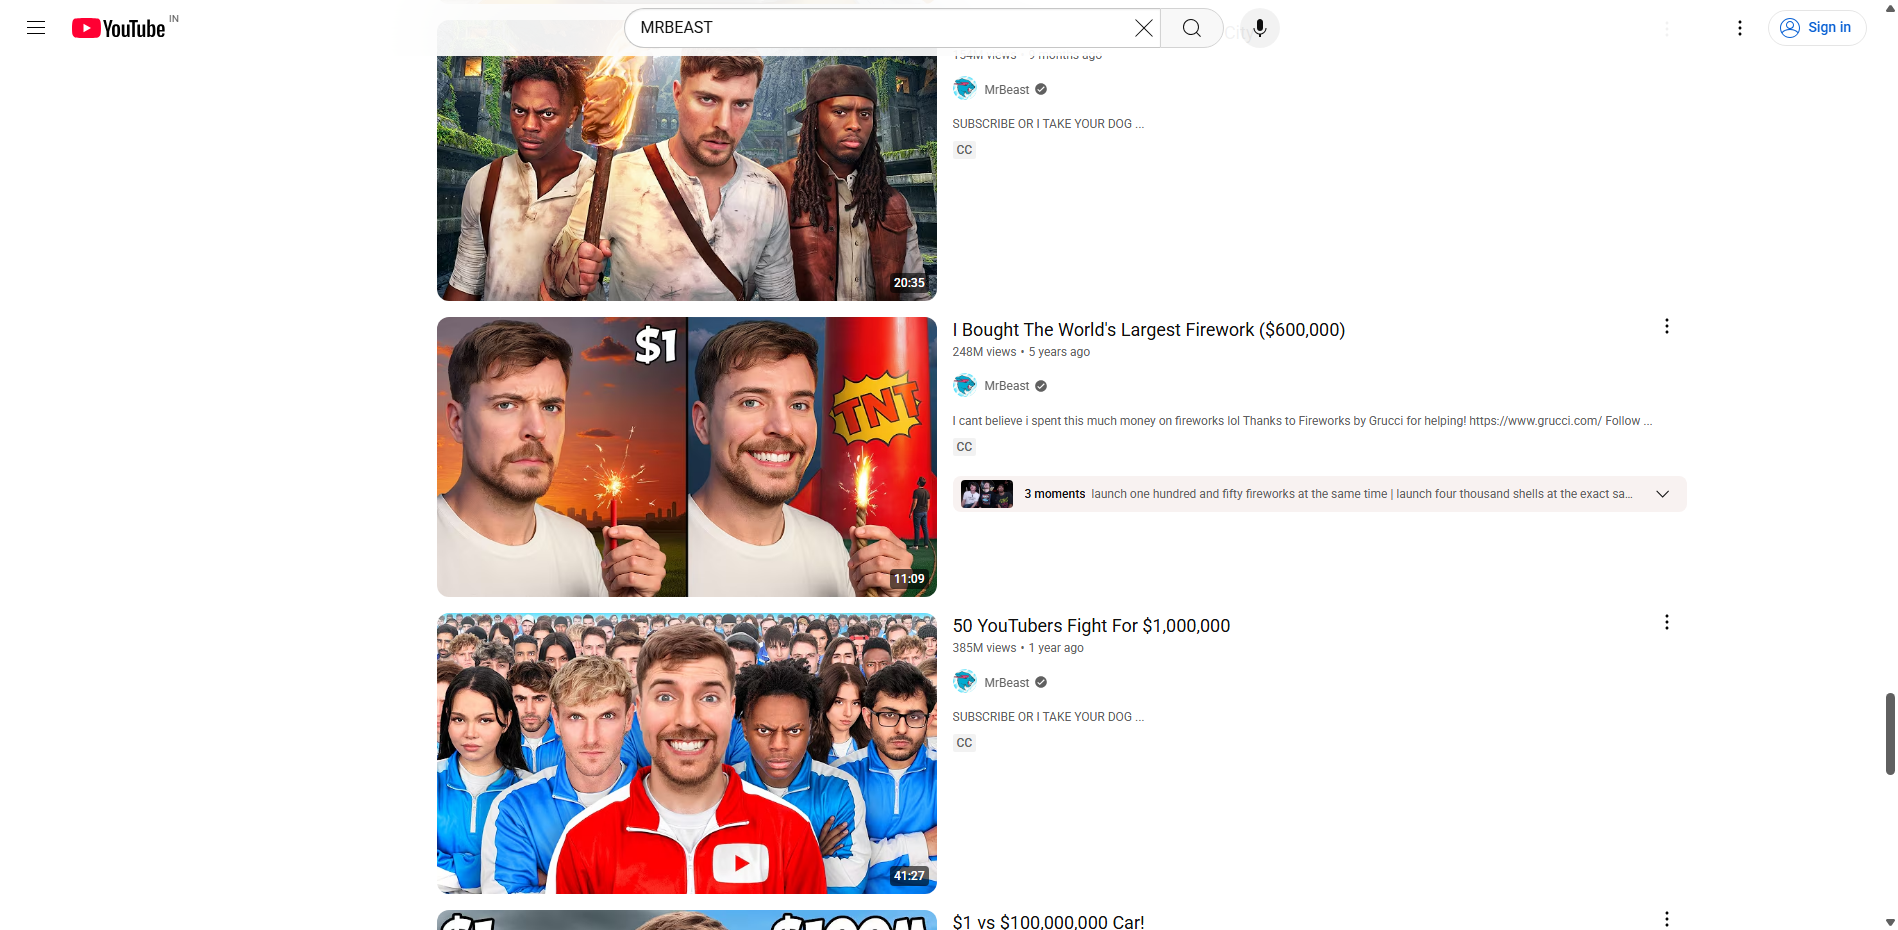 YouTube IN
MRBEAST
Sign in
MrBeast
SUBSCRIBE OR I TAKE YOUR DOG ...
CC
20:35
$1
TNT
11:09
I Bought The World's Largest Firework ($600,000)
248M views • 5 years ago
MrBeast
I cant believe i spent this much money on fireworks lol Thanks to Fireworks by Grucci for helping! https://www.grucci.com/ Follow ...
CC
3 moments launch one hundred and fifty fireworks at the same time | launch four thousand shells at the exact sa...
41:27
50 YouTubers Fight For $1,000,000
385M views • 1 year ago
MrBeast
SUBSCRIBE OR I TAKE YOUR DOG ...
CC
$1
$1 vs $100,000,000 Car!